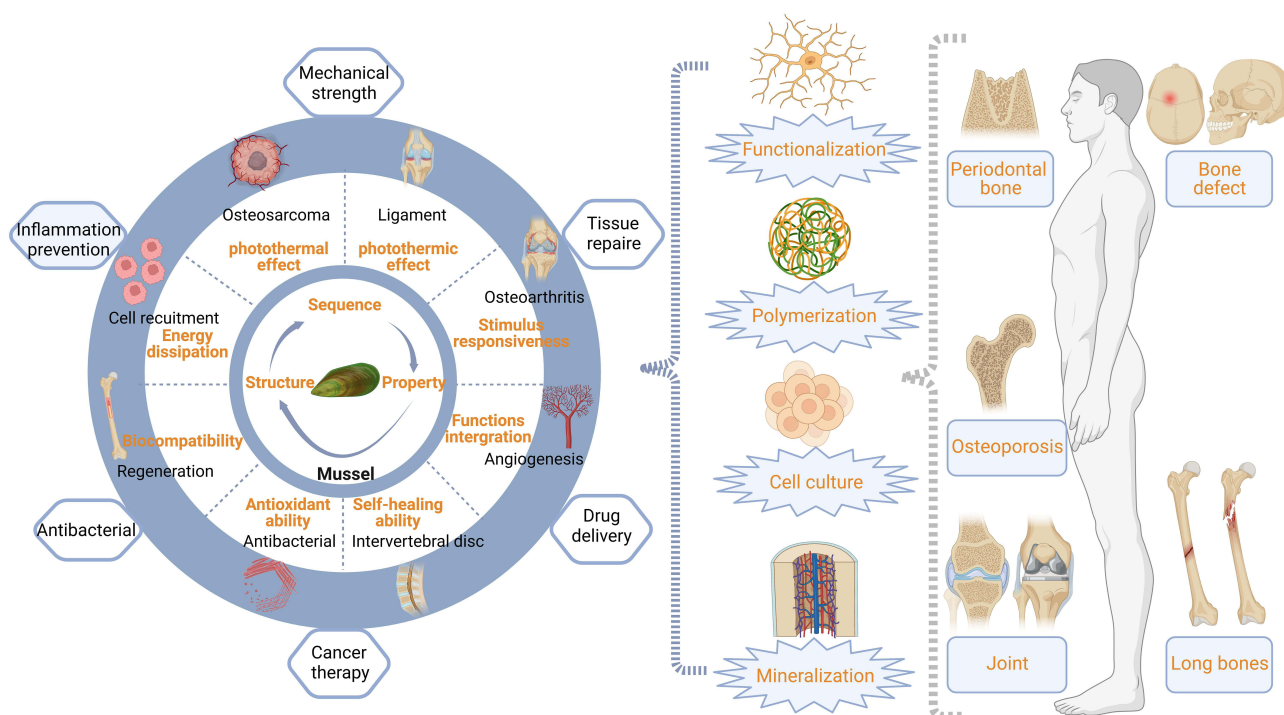 Mechanical
strength
Inflammation
prevention
Tissue
repaire
Antibacterial
Drug
delivery
Cancer
therapy
Osteosarcoma
photothermal
effect
Ligament
photothermic
effect
Osteoarthritis
Stimulus
responsiveness
Cell recuitment
Energy
dissipation
Sequence
Structure
Property
Mussel
Biocompatibility
Regeneration
Functions
intergration
Angiogenesis
Antioxidant
ability
Antibacterial
Self-healing
ability
Intervertebral disc
Functionalization
Polymerization
Cell culture
Mineralization
Periodontal
bone
Bone
defect
Osteoporosis
Joint
Long bones